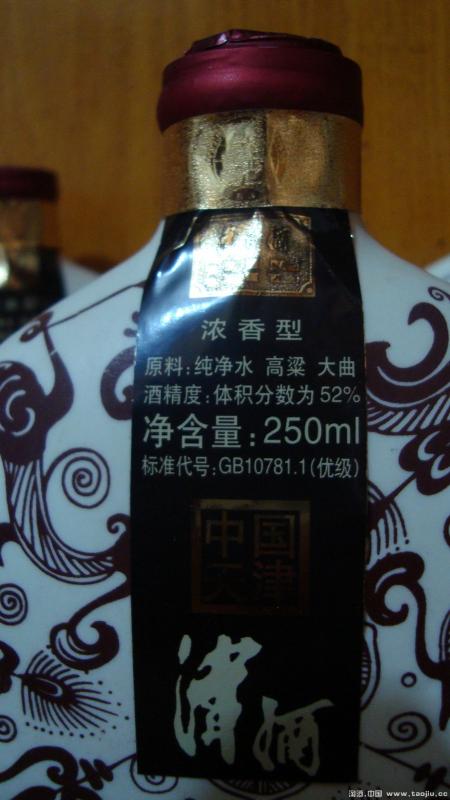 浓香型
原料:纯净水 高粱 大曲
酒精度:体积分数为52%
净含量:250ml
标准代号:GB10781.1(优级)
中国
天津
津酒
淘酒.中国 www.taojiu.cc